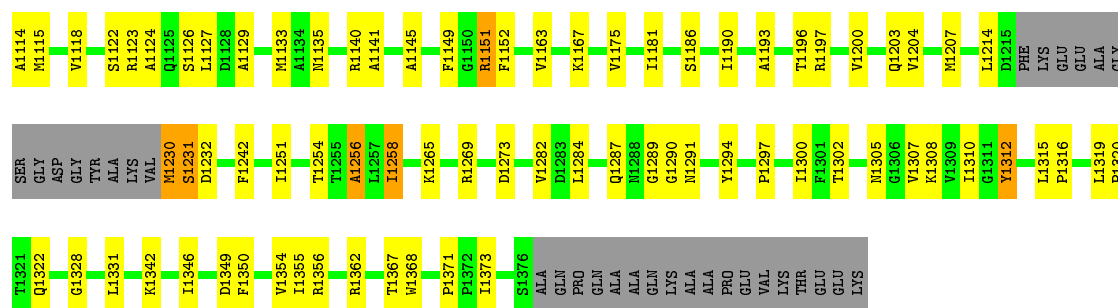 A1114 M1115 V1118 S1122 R1123 A1124 Q1125 S1126 L1127 D1128 A1129 M1133 A1134 N1135 R1140 A1141 A1145 F1149 G1150 R1151 F1152 V1163 K1167 V1175 I1181 S1186 I1190 A1193 T1196 R1197 V1200 Q1203 V1204 M1207 L1214 D1215 PHE LYS GLU GLU ALA GLY
SER GLY ASP GLY TYR ALA LYS VAL M1230 S1231 D1232 F1242 I1251 T1254 T1255 A1256 L1257 I1258 K1265 R1269 D1273 V1282 D1283 L1284 Q1287 N1288 G1289 G1290 N1291 Y1294 P1297 I1300 F1301 T1302 N1305 G1306 V1307 K1308 V1309 I1310 G1311 Y1312 L1315 P1316 L1319 P1320
T1321 Q1322 G1328 L1331 K1342 I1346 D1349 F1350 V1354 I1355 R1356 R1362 T1367 W1368 P1371 P1372 I1373 S1376 ALA GLN PRO GLN ALA ALA GLN LYS ALA ALA PRO GLU VAL LYS THR GLU GLU LYS